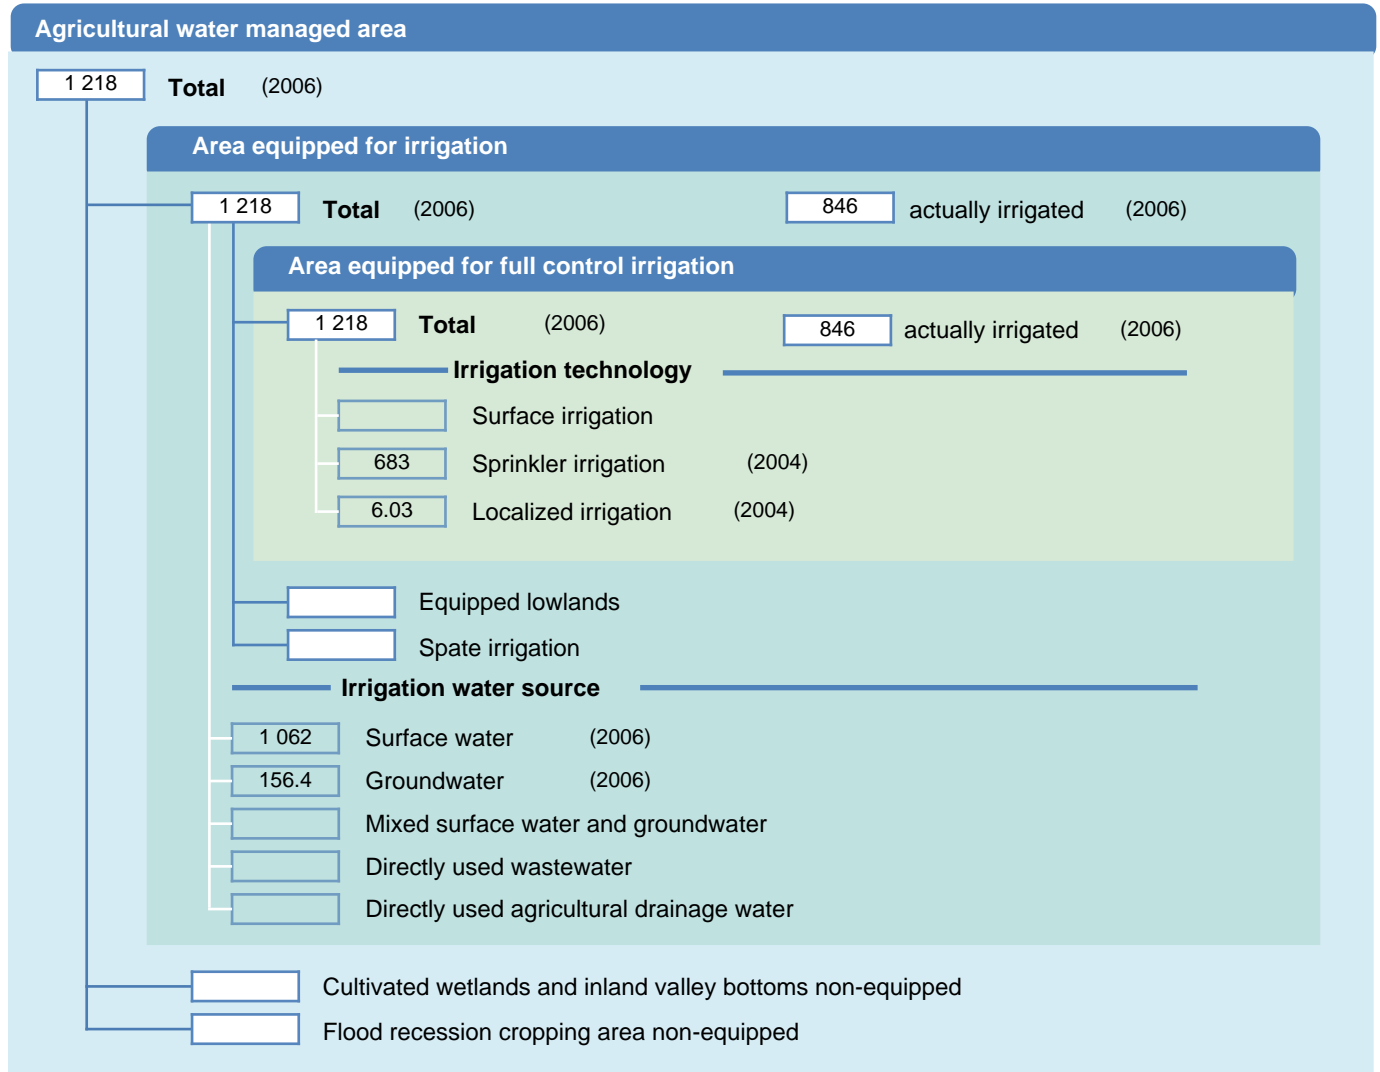 Agricultural water managed area
1 218 Total (2006)
Area equipped for irrigation
1 218 Total (2006) 846 actually irrigated (2006)
Area equipped for full control irrigation
1 218 Total (2006) 846 actually irrigated (2006)
Irrigation technology
Surface irrigation
683 Sprinkler irrigation (2004)
6.03 Localized irrigation (2004)
Equipped lowlands
Spate irrigation
Irrigation water source
1 062 Surface water (2006)
156.4 Groundwater (2006)
Mixed surface water and groundwater
Directly used wastewater
Directly used agricultural drainage water
Cultivated wetlands and inland valley bottoms non-equipped
Flood recession cropping area non-equipped